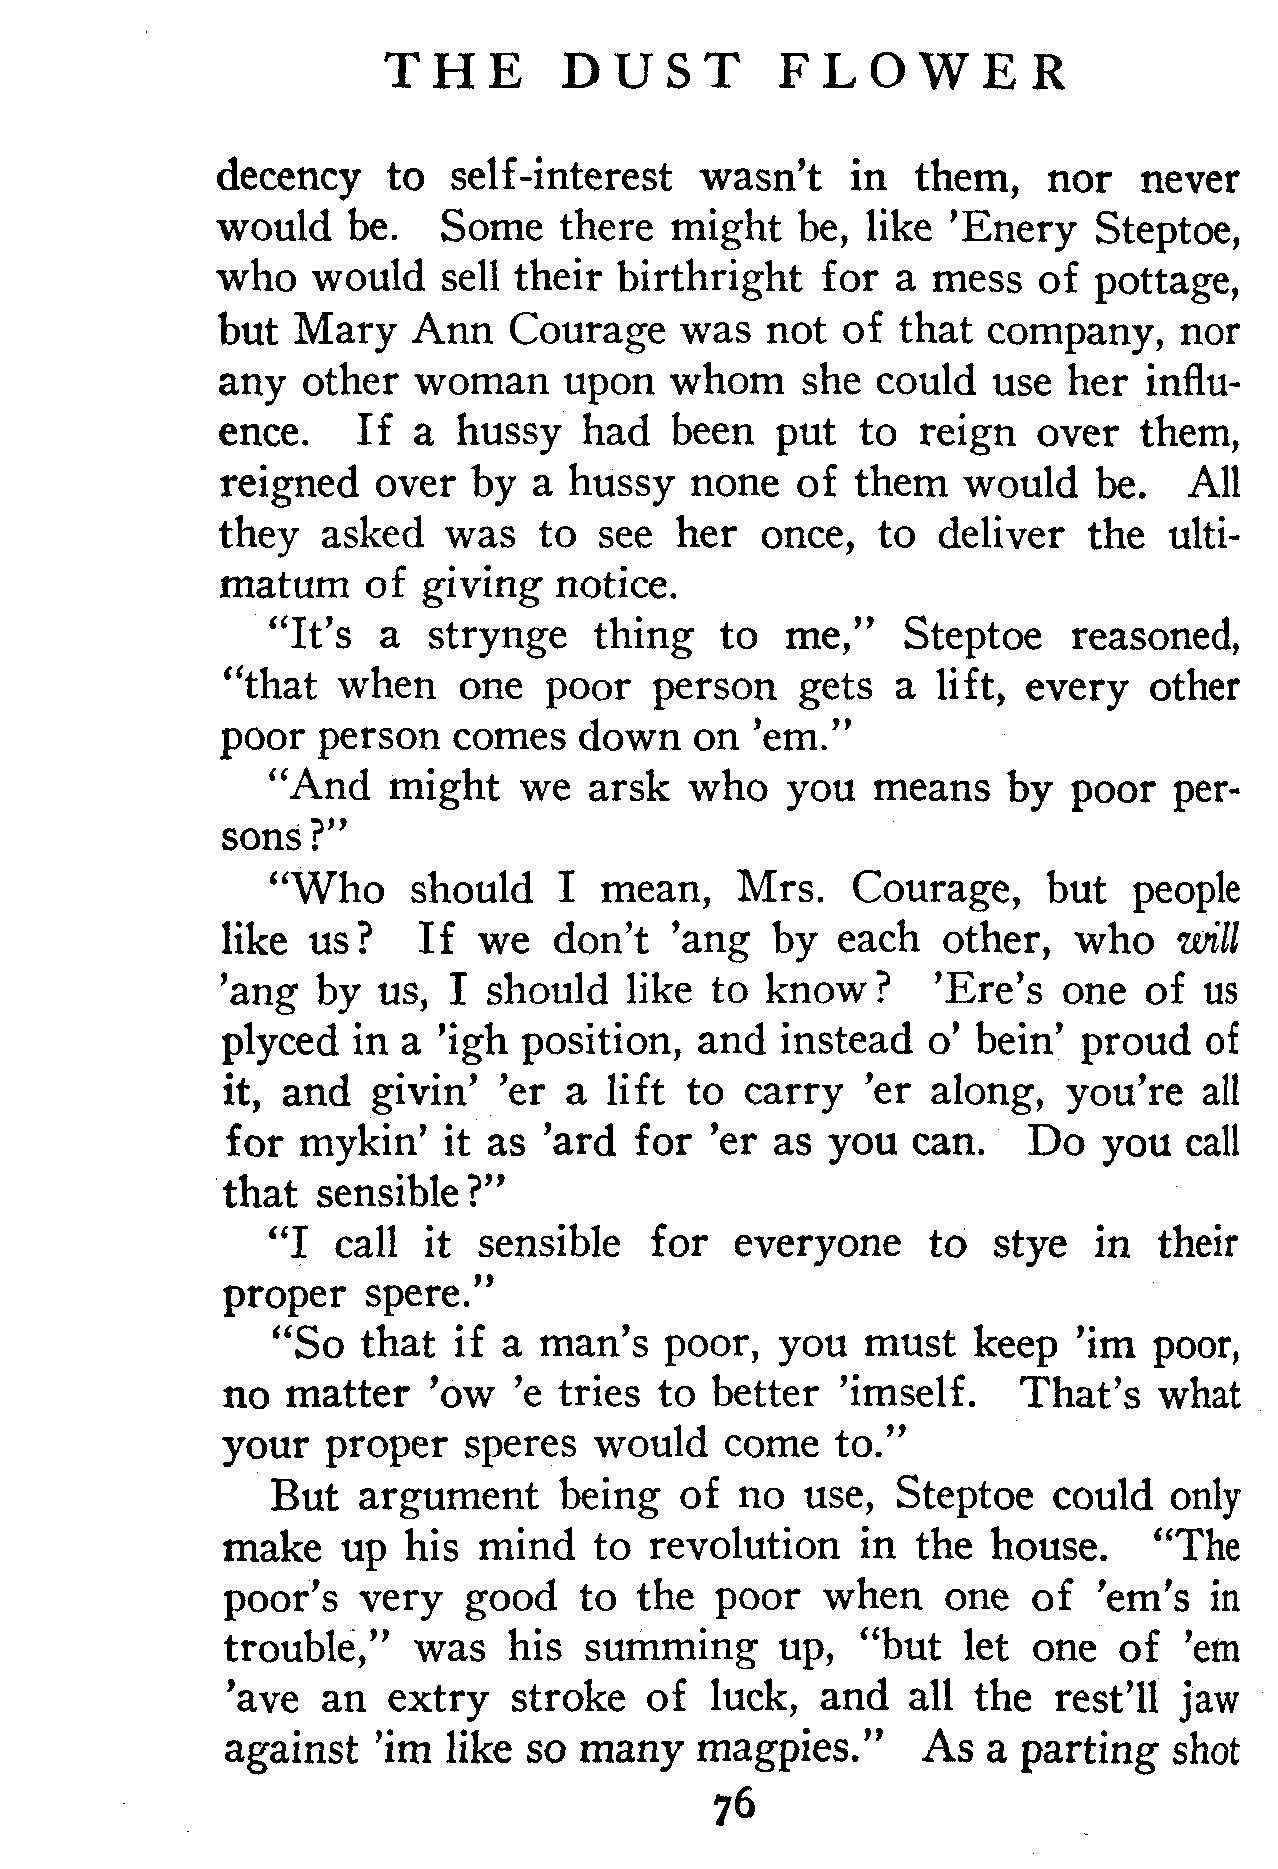 THE DUST FLOWER
decency to self-interest wasn't in them, nor never
would be. Some there might be, like 'Enery Steptoe,
who would sell their birthright for a mess of pottage,
but Mary Ann Courage was not of that company, nor
any other woman upon whom she could use her influ-
ence. If a hussy had been put to reign over them,
reigned over by a hussy none of them would be. All
they asked was to see her once, to deliver the ulti-
matum of giving notice.
"It's a strynge thing to me," Steptoe reasoned,
"that when one poor person gets a lift, every other
poor person comes down on 'em."
"And might we arsk who you means by poor per-
sons?"
"Who should I mean, Mrs. Courage, but people
like us? If we don't 'ang by each other, who will
'ang by us, I should like to know? 'Ere's one of us
plyced in a 'igh position, and instead o' bein' proud of
it, and givin' 'er a lift to carry 'er along, you're all
for mykin' it as 'ard for 'er as you can. Do you call
that sensible?"
"I call it sensible for everyone to stye in their
proper spere."
"So that if a man's poor, you must keep 'im poor,
no matter 'ow 'e tries to better 'imself. That's what
your proper speres would come to."
But argument being of no use, Steptoe could only
make up his mind to revolution in the house. "The
poor's very good to the poor when one of 'em's in
trouble," was his summing up, "but let one of 'em
'ave an extry stroke of luck, and all the rest'll jaw
against 'im like so many magpies." As a parting shot
76